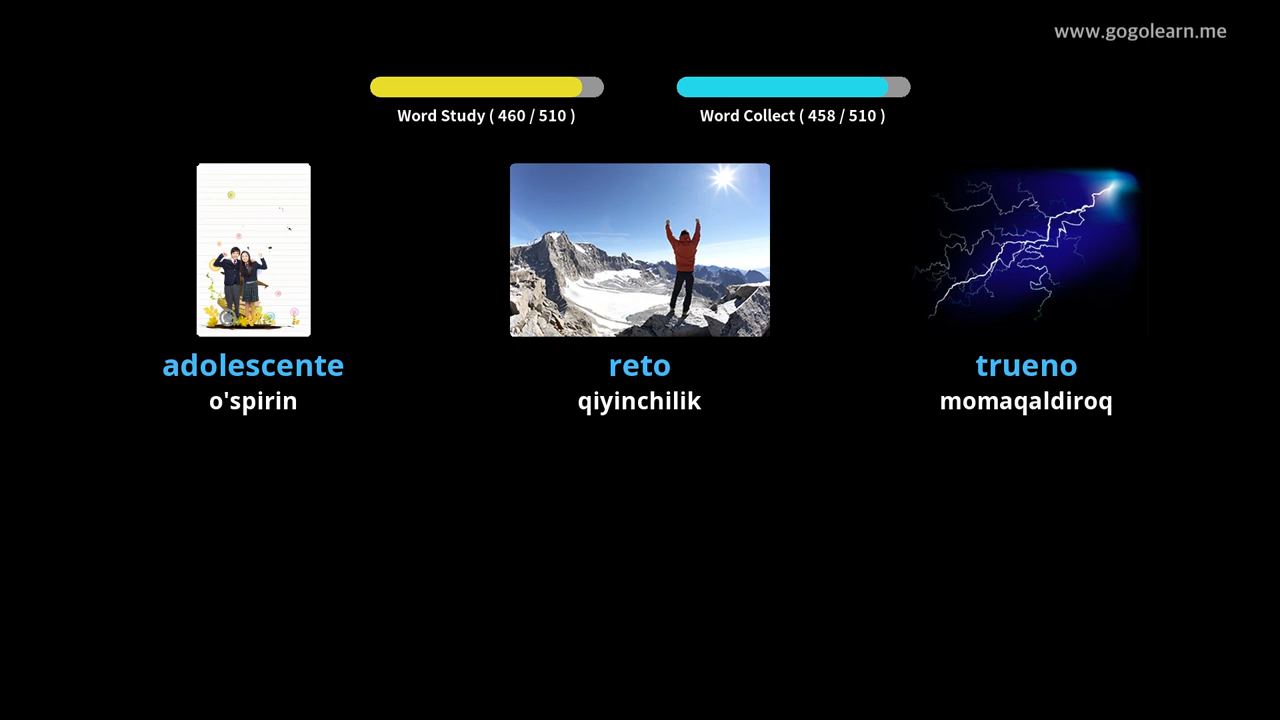 www.gogolearn.me
Word Study ( 460 / 510 )
Word Collect ( 458 / 510 )
adolescente
o'spirin
reto
qiyinchilik
trueno
momaqaldiroq